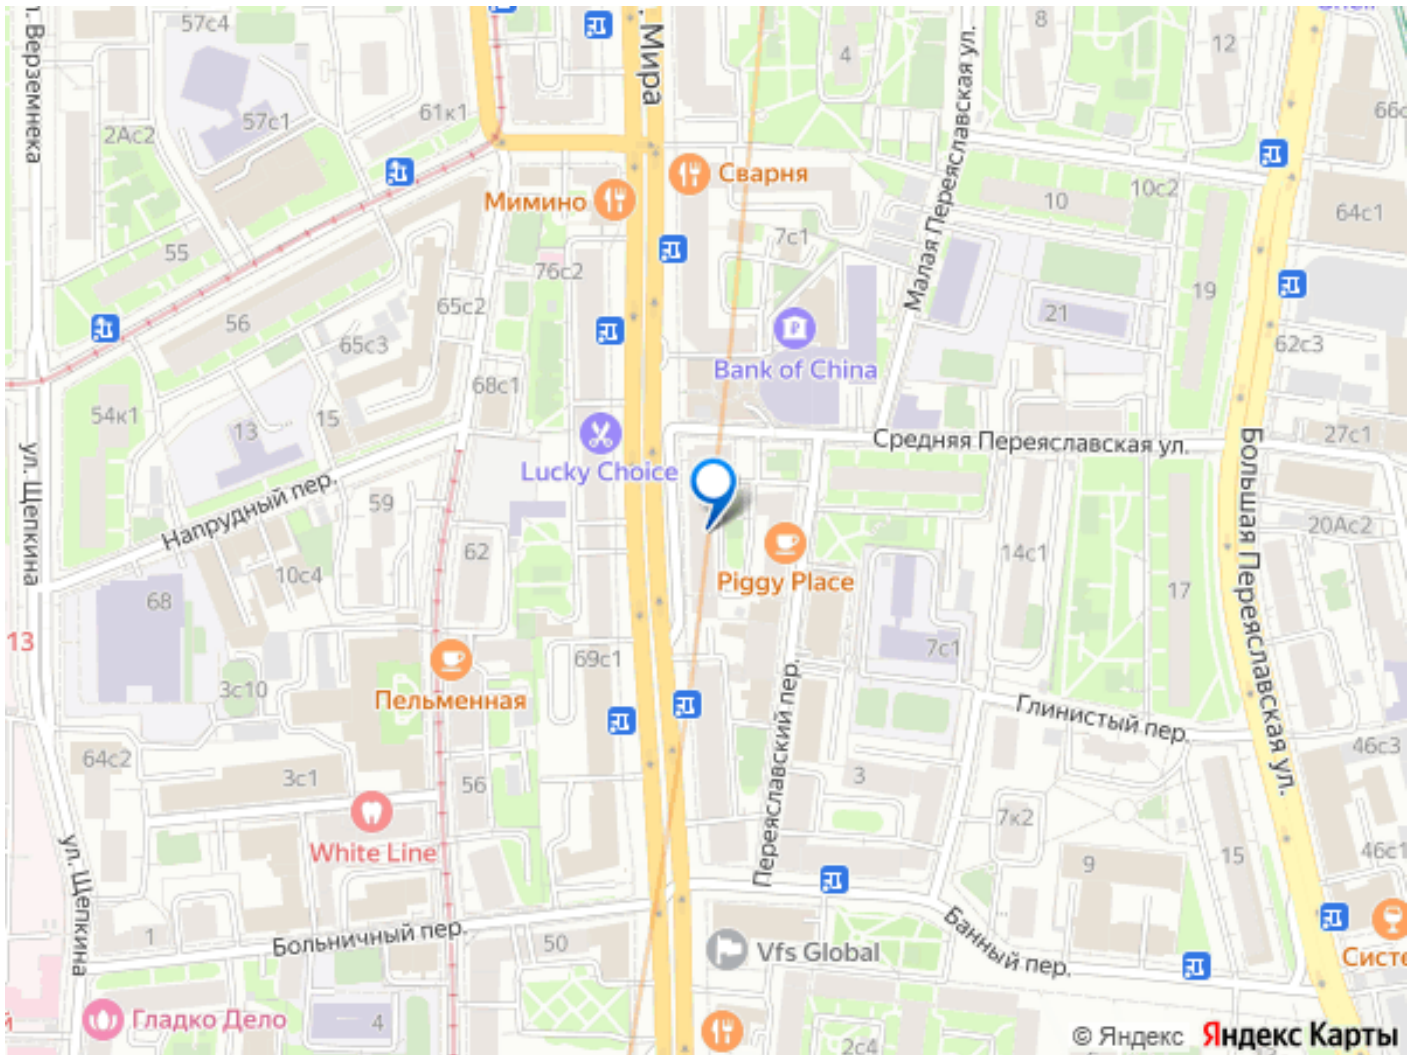 57с4
л. Верземнека
2Ас2
57с1
61к1
Мира
4
8
12
66с
Сварня
Мимино
10с2
10
64с1
Малая Переяславская ул.
55
7с1
76с2
19
65с2
56
65с3
21
62с3
Bank of China
68с1
54к1
15
13
Lucky Choice
Средняя Переяславская ул.
27с1
ул. Щепкина
Напрудный пер.
59
62
20Ас2
14с1
Большая Переяславская ул.
10с4
Piggy Place
17
68
13
7с1
69с1
3с10
Пельменная
Переяславский пер.
Глинистый пер.
46с3
64с2
3с1
56
3
7к2
White Line
ул. Щепкина
9
15
46с1
1
Больничный пер.
50
Vfs Global
Банный пер.
Систе
Гладко Дело
4
2с4
© Яндекс Яндекс Карты